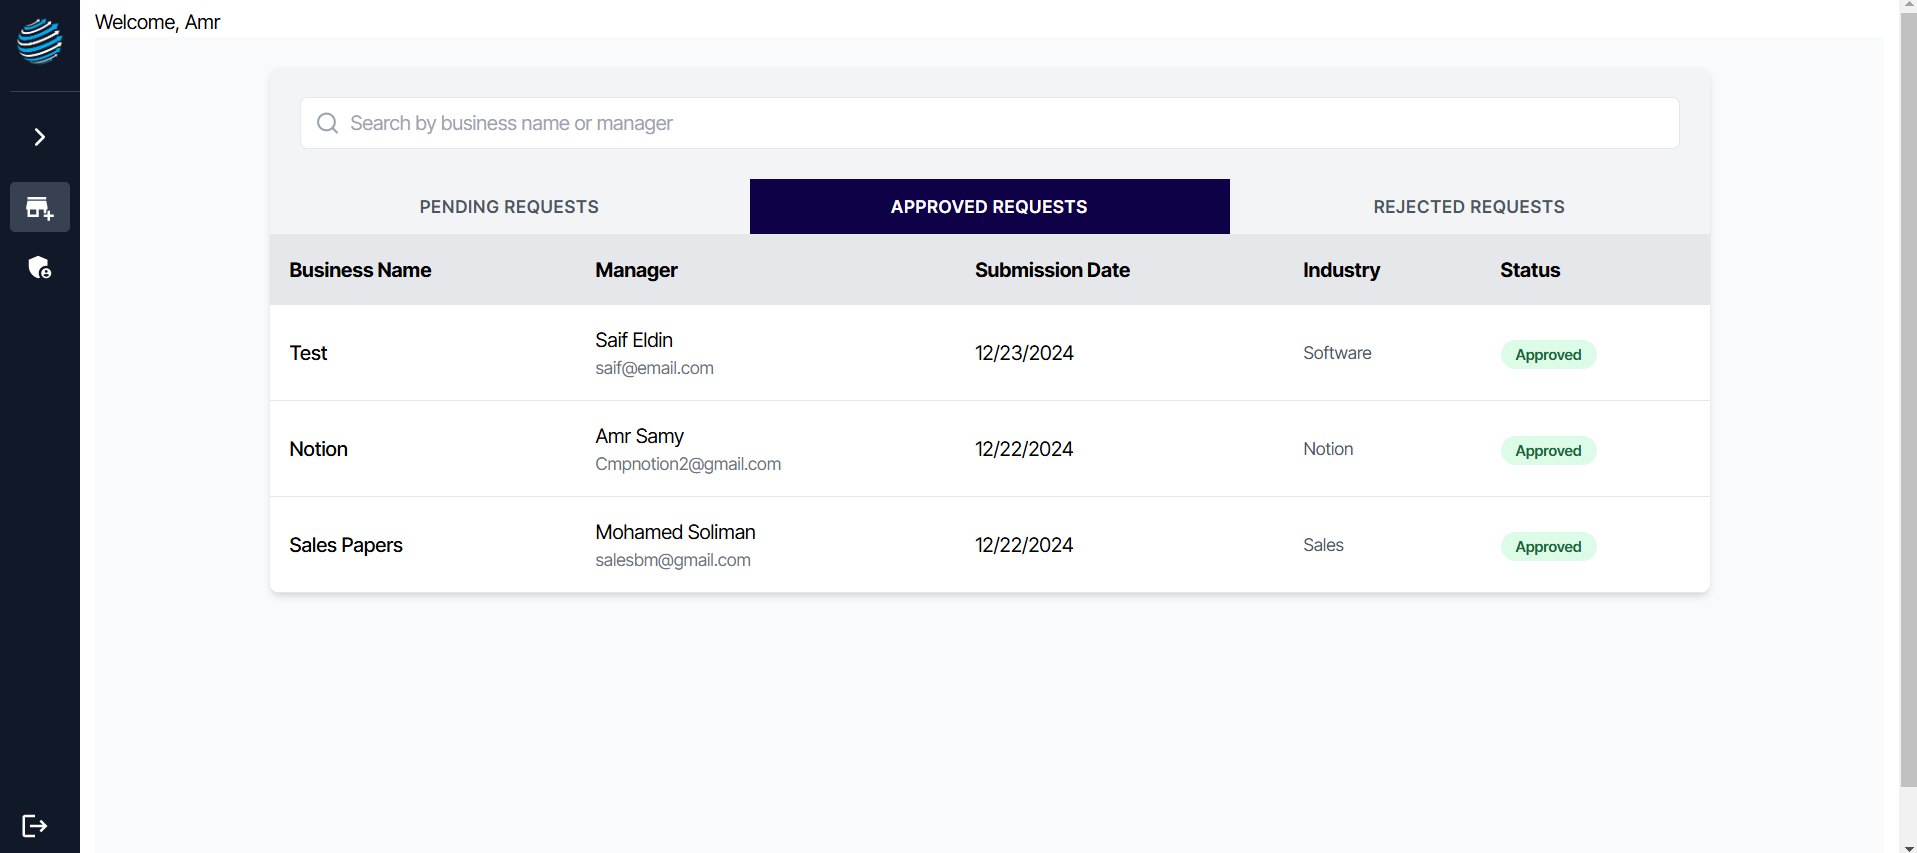 Welcome, Amr
Search by business name or manager
PENDING REQUESTS APPROVED REQUESTS REJECTED REQUESTS
Business Name Manager Submission Date Industry Status
Test Saif Eldin 12/23/2024 Software Approved
saif@email.com
Notion Amr Samy 12/22/2024 Notion Approved
Cmpnotion2@gmail.com
Sales Papers Mohamed Soliman 12/22/2024 Sales Approved
salesbm@gmail.com